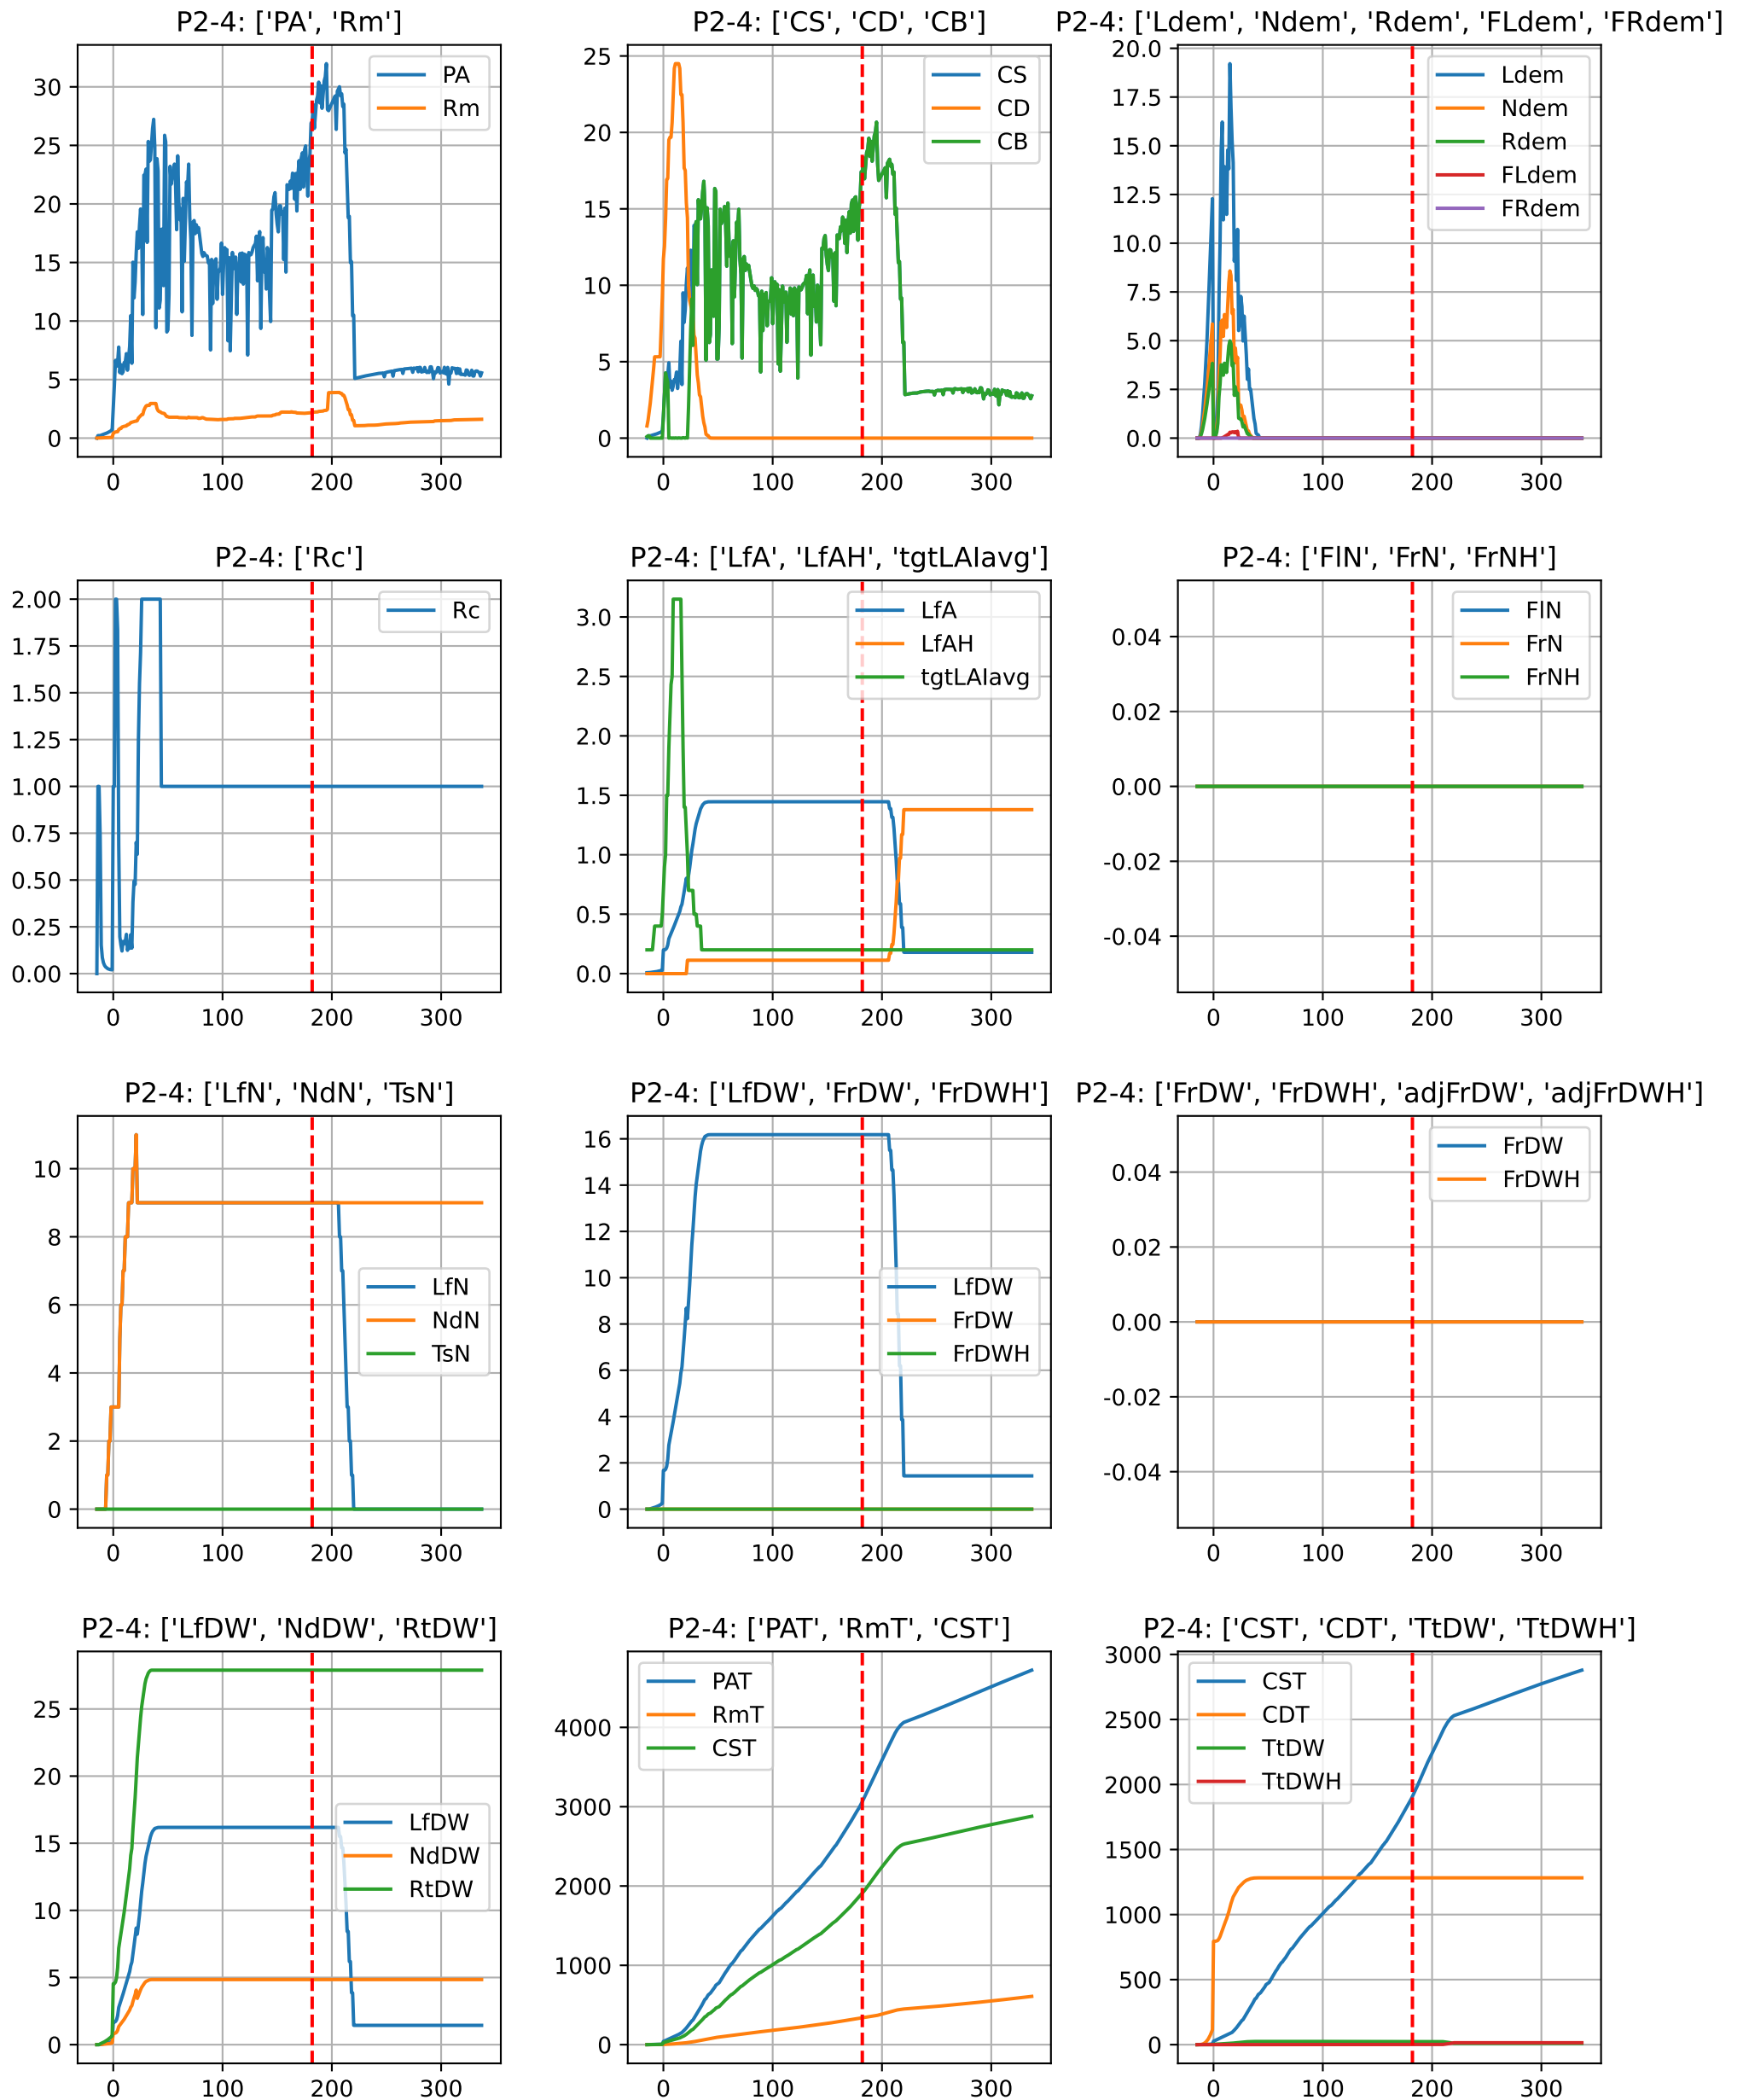 P2-4: ['PA', 'Rm']
30
25
20
15
10
5
0
0 100 200 300
PA
Rm
P2-4: ['CS', 'CD', 'CB']
25
20
15
10
5
0
0 100 200 300
CS
CD
CB
P2-4: ['Ldem', 'Ndem', 'Rdem', 'FLdem', 'FRdem']
20.0
17.5
15.0
12.5
10.0
7.5
5.0
2.5
0.0
0 100 200 300
Ldem
Ndem
Rdem
FLdem
FRdem
P2-4: ['Rc']
2.00
1.75
1.50
1.25
1.00
0.75
0.50
0.25
0.00
0 100 200 300
Rc
P2-4: ['LfA', 'LfAH', 'tgtLAIavg']
3.0
2.5
2.0
1.5
1.0
0.5
0.0
0 100 200 300
LfA
LfAH
tgtLAIavg
P2-4: ['FlN', 'FrN', 'FrNH']
0.04
0.02
0.00
-0.02
-0.04
0 100 200 300
FlN
FrN
FrNH
P2-4: ['LfN', 'NdN', 'TsN']
10
8
6
4
2
0
0 100 200 300
LfN
NdN
TsN
P2-4: ['LfDW', 'FrDW', 'FrDWH']
16
14
12
10
8
6
4
2
0
0 100 200 300
LfDW
FrDW
FrDWH
P2-4: ['FrDW', 'FrDWH', 'adjFrDW', 'adjFrDWH']
0.04
0.02
0.00
-0.02
-0.04
0 100 200 300
FrDW
FrDWH
P2-4: ['LfDW', 'NdDW', 'RtDW']
25
20
15
10
5
0
0 100 200 300
LfDW
NdDW
RtDW
P2-4: ['PAT', 'RmT', 'CST']
4000
3000
2000
1000
0
0 100 200 300
PAT
RmT
CST
P2-4: ['CST', 'CDT', 'TtDW', 'TtDWH']
3000
2500
2000
1500
1000
500
0
0 100 200 300
CST
CDT
TtDW
TtDWH